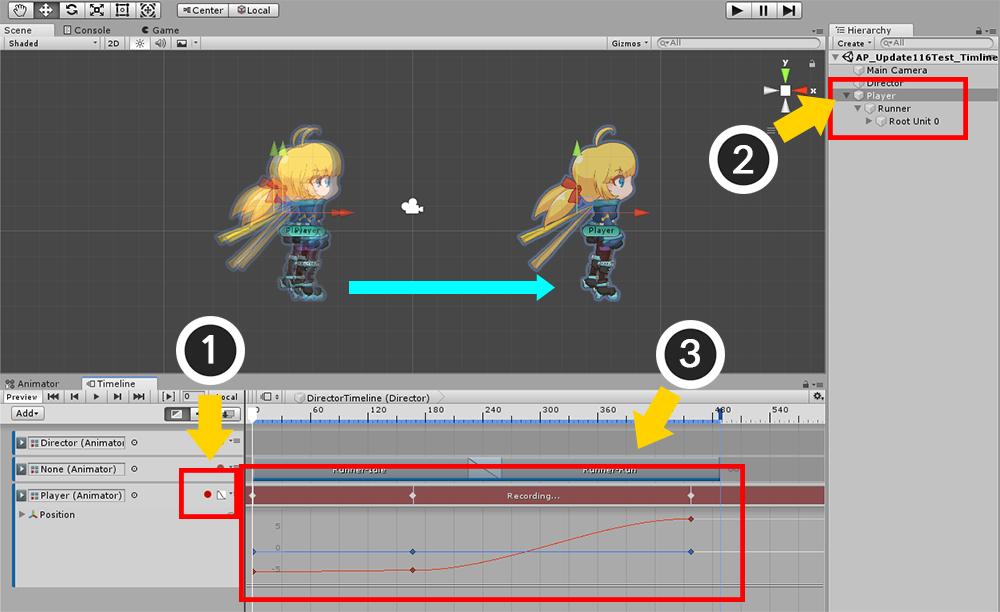 Center Local
Scene Console Game
Shaded 2D Gizmos All
Hierarchy
Create All
AP_Update116Test_Timline
Main Camera
Director
Player
Runner
Root Unit 0
y
x
2
Player
Player
1
3
Animator Timeline
Preview 0 Local DirectorTimeline (Director)
Add 0 60 120 240 300 360 480 540
Director (Animator)
None (Animator) Runner-Idle Runner-Run
Player (Animator) Recording...
Position
5
0
-5